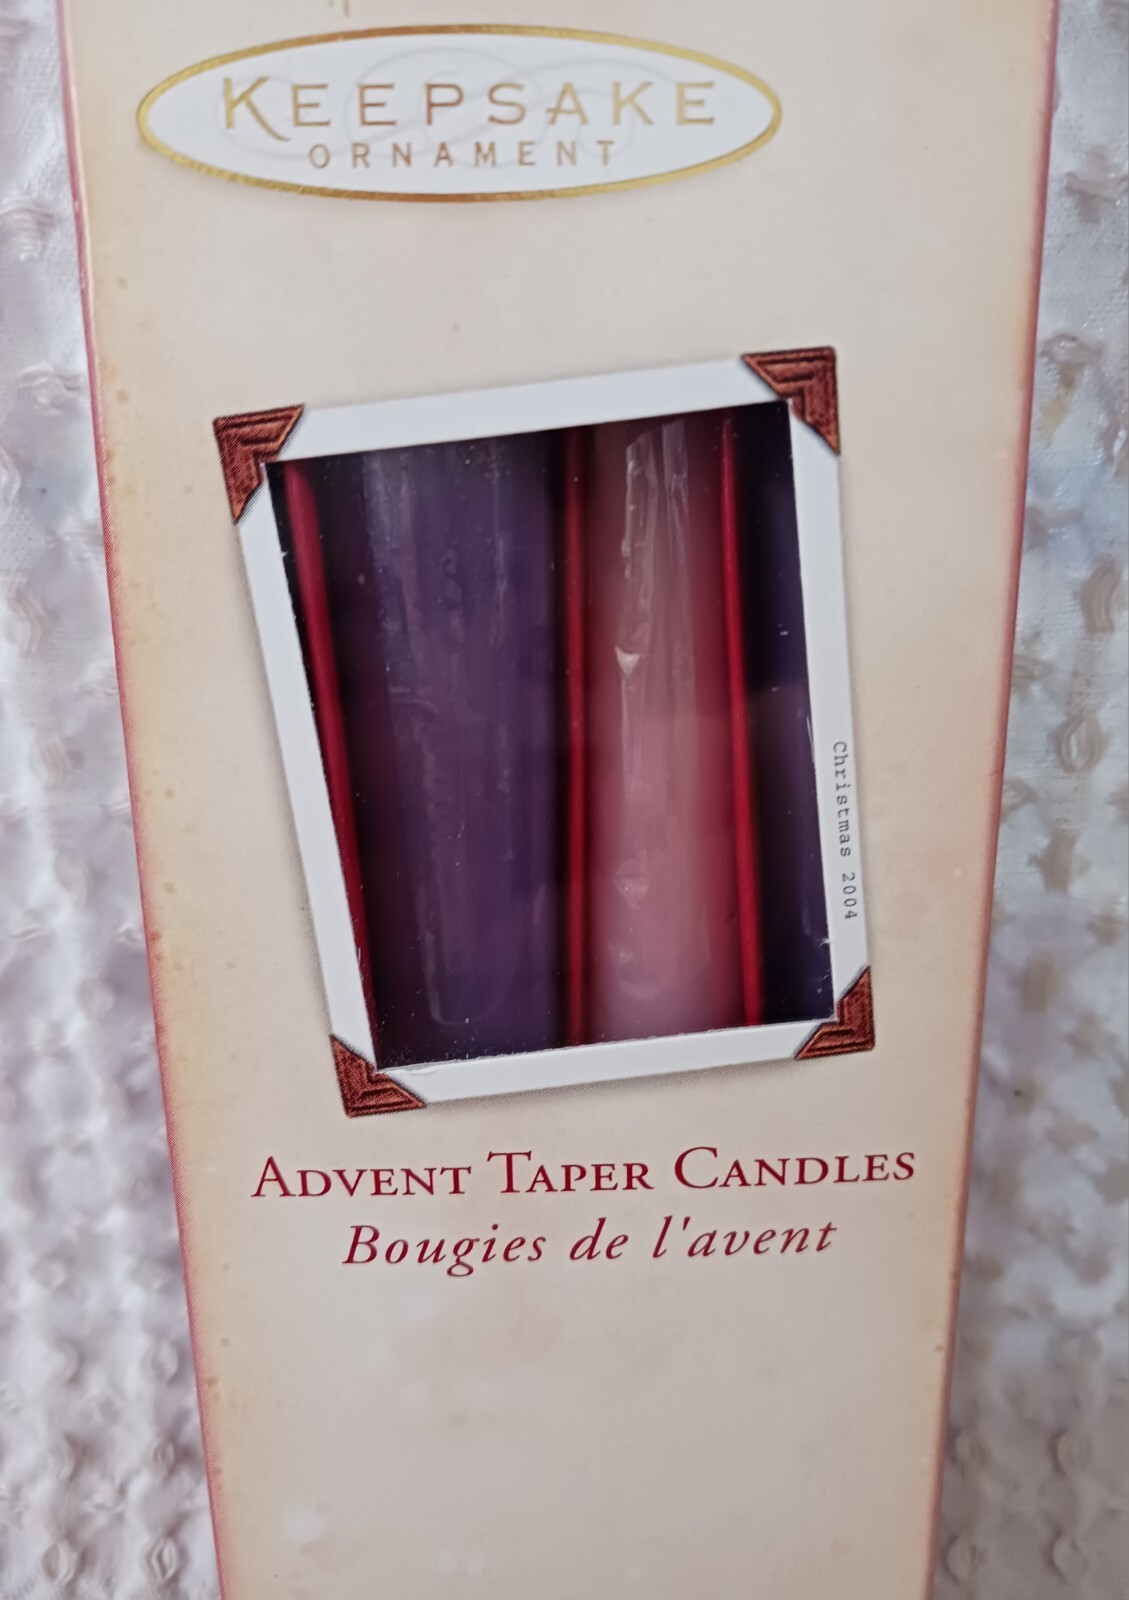 KEEPSAKE
ORNAMENT
Christmas 2004
ADVENT TAPER CANDLES
Bougies de l'avent